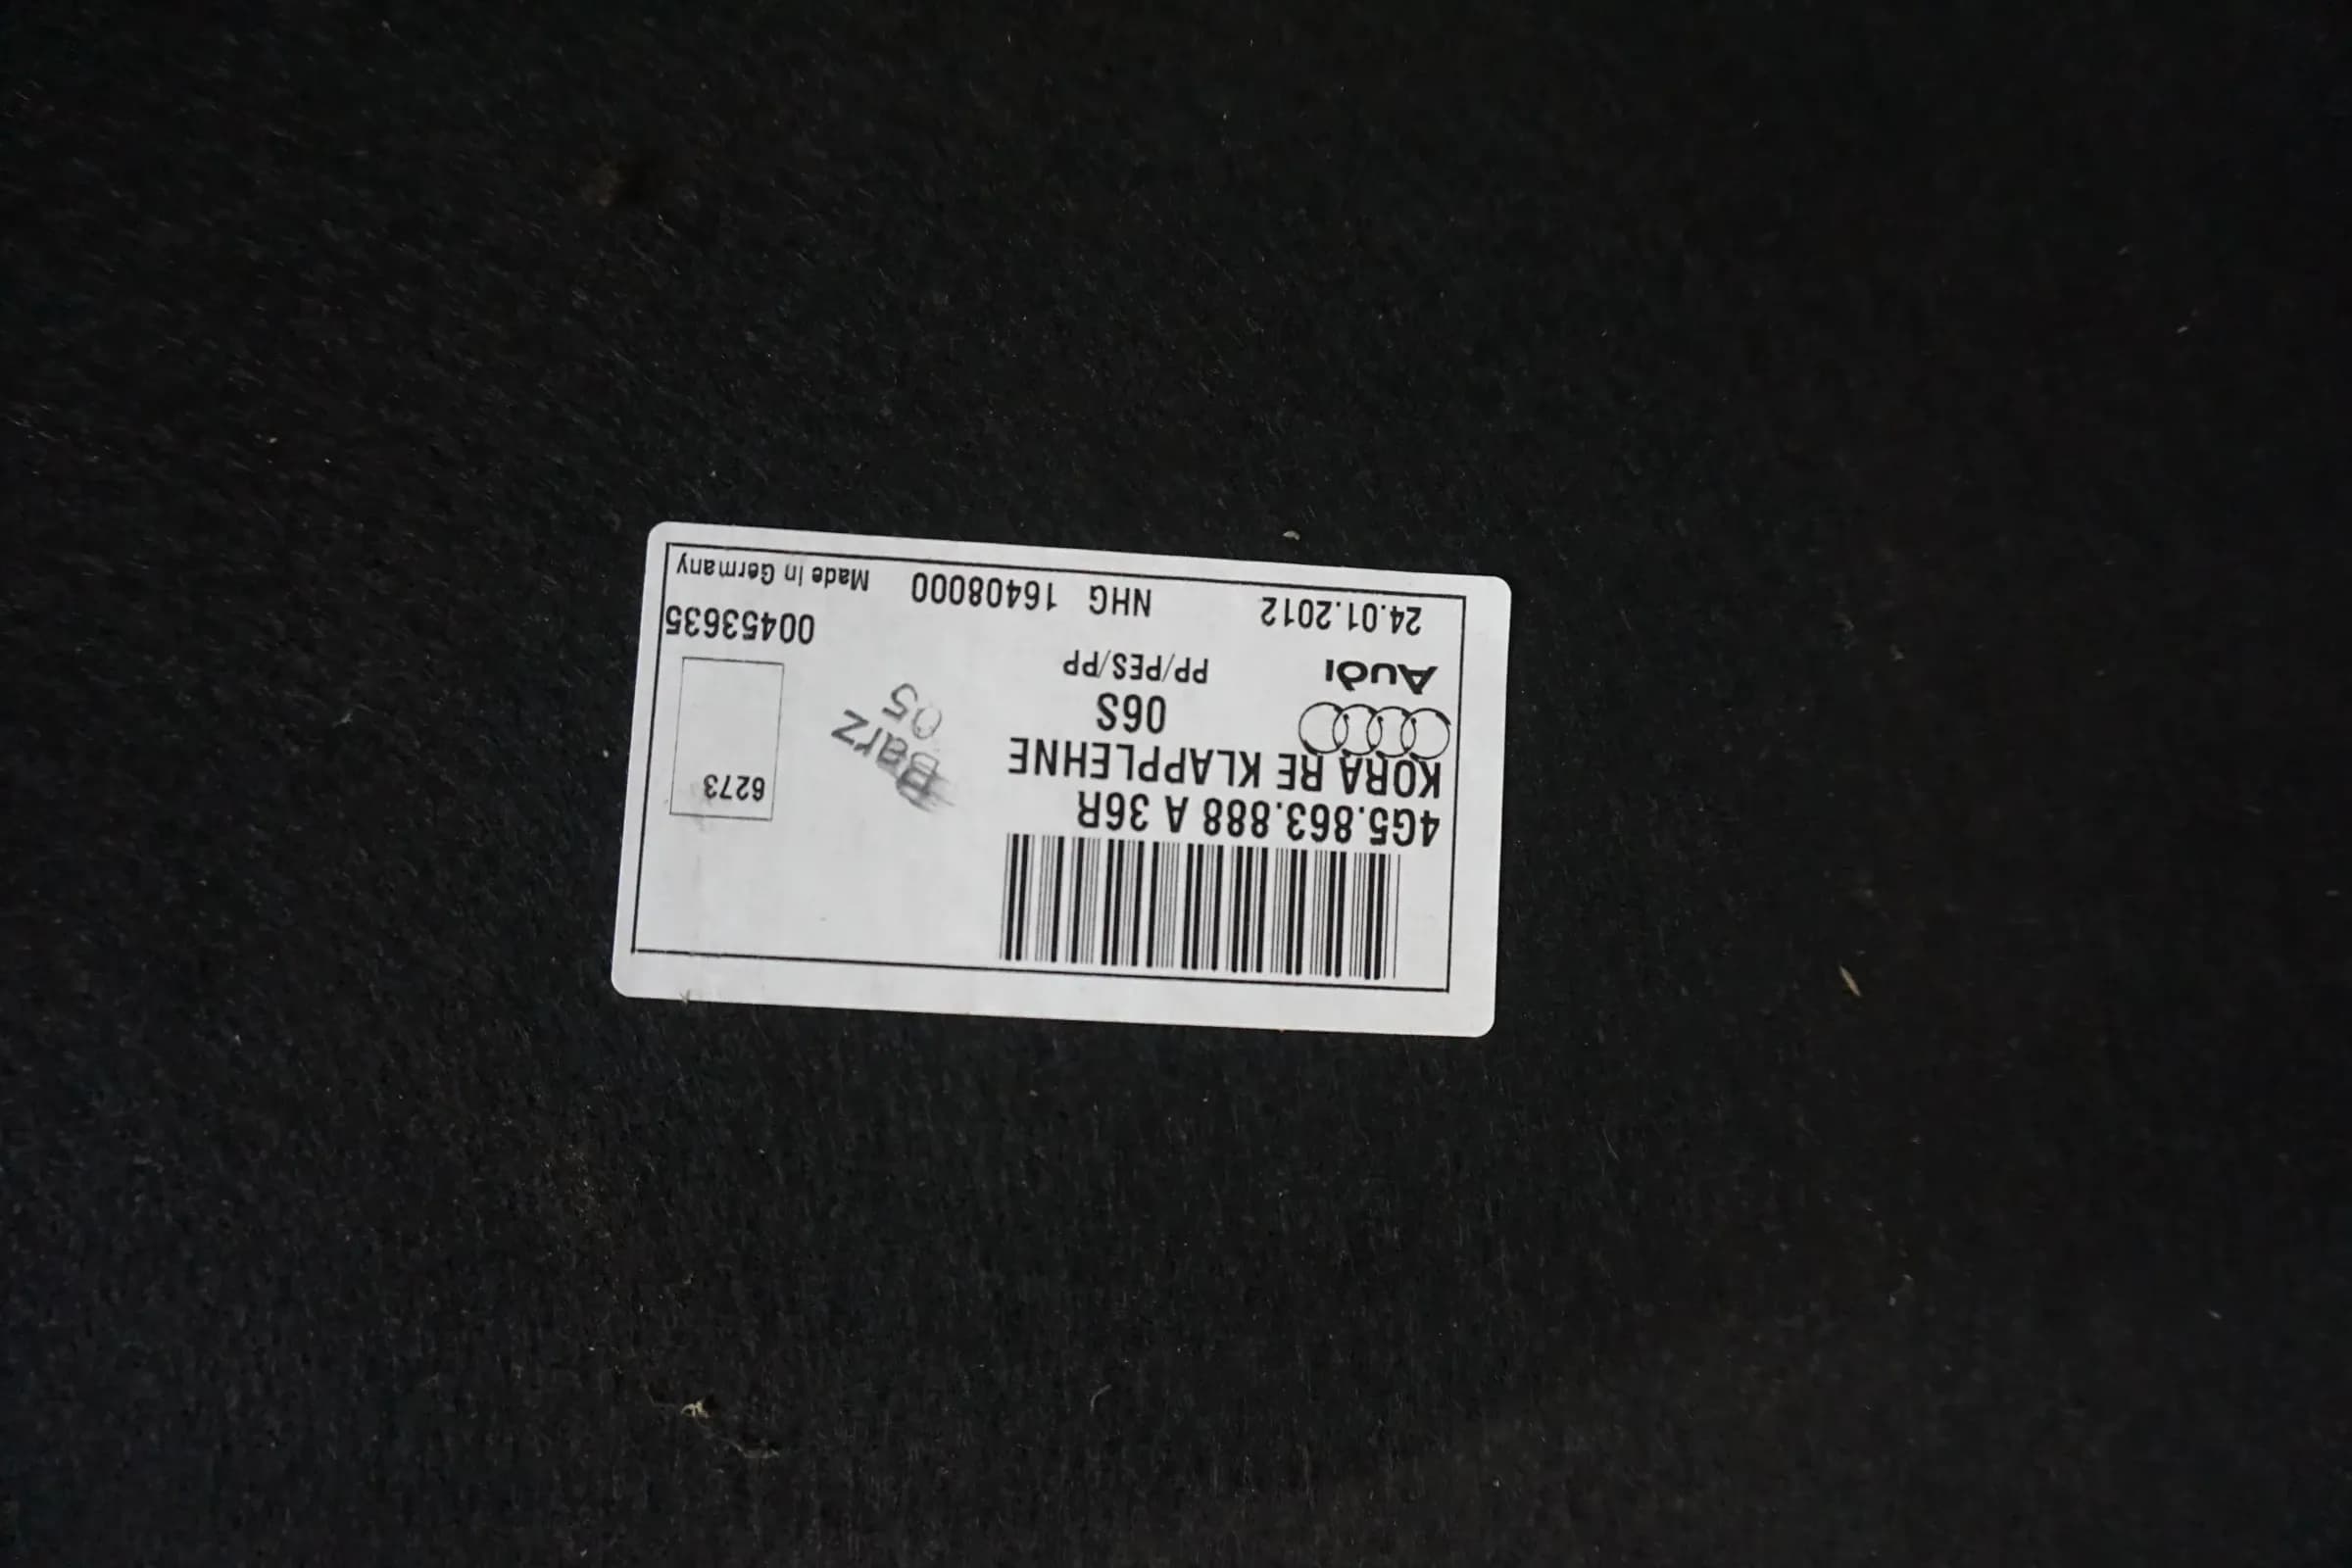 4G5.863.888 A 36R
KORA RE KLAPPLEHNE
06S
PP/PES/PP
Audi
24.01.2012 NHG 16408000 Made in Germany
6273
Barz
05
00453635